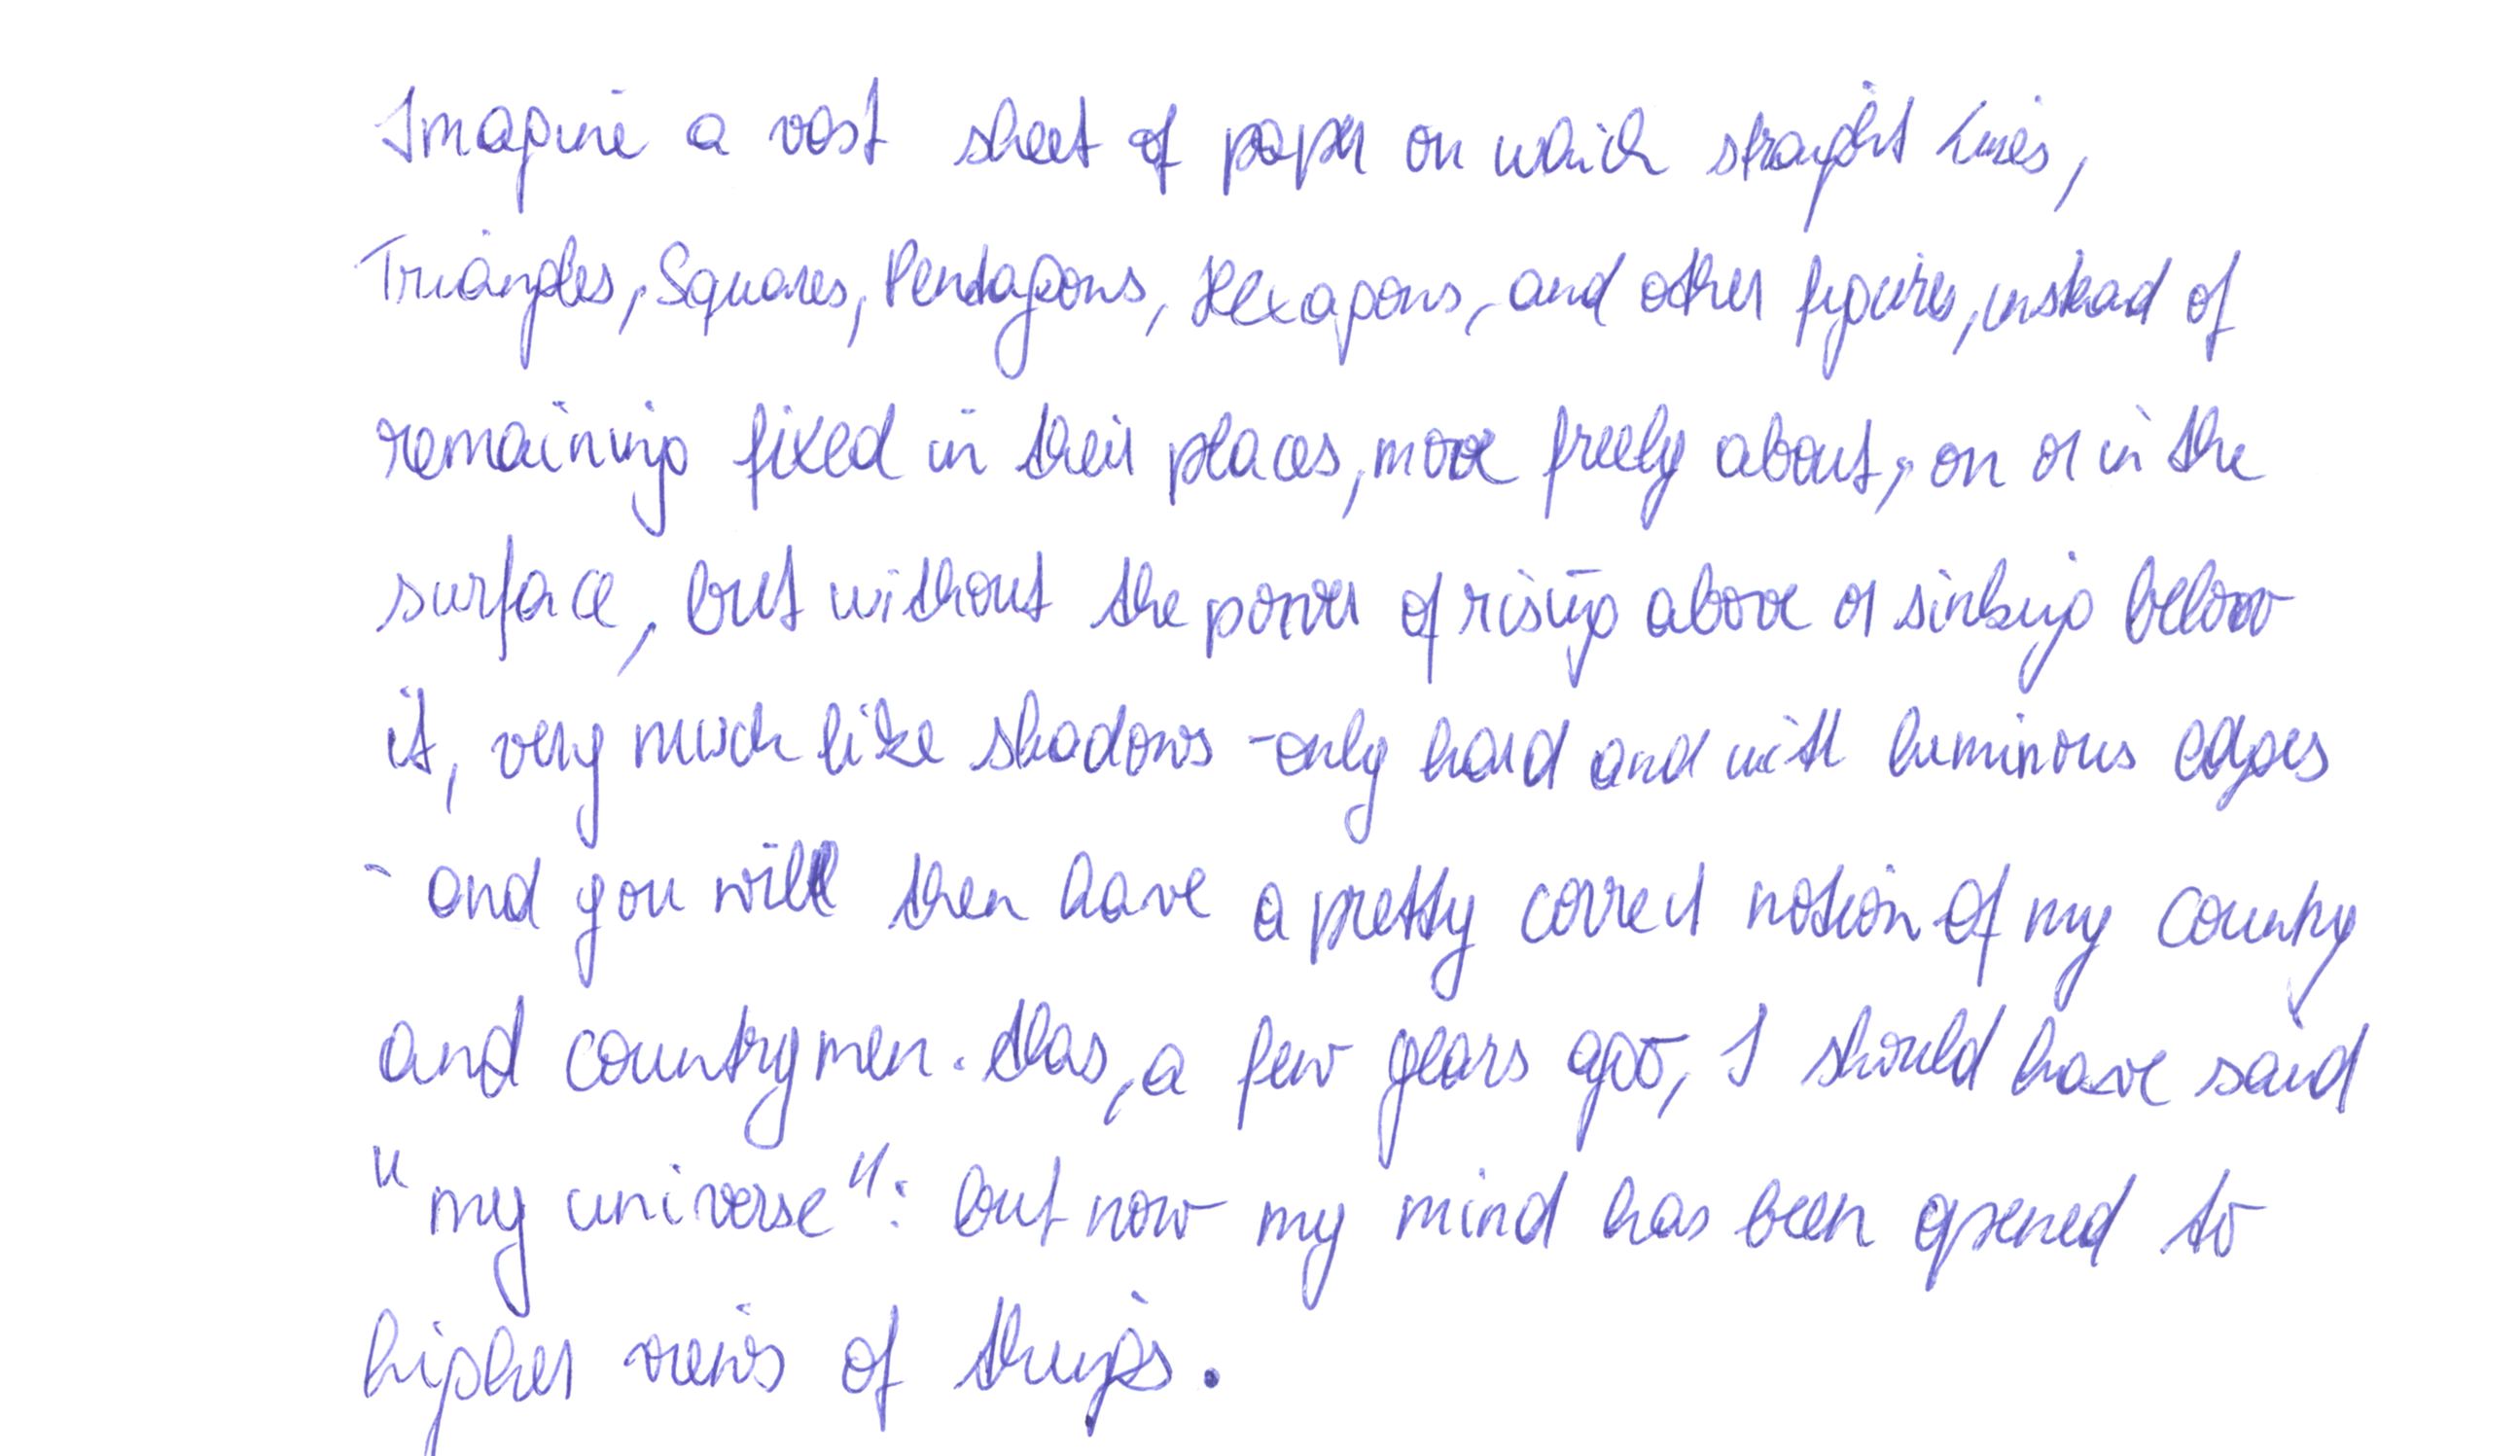 Imagine a vast sheet of paper on which straight Lines,
Triangles, Squares, Pentagons, Hexagons, and other figures, instead of
remaining fixed in their places, move freely about, on or in the
surface, but without the power of rising above or sinking below
it, very much like shadows - only hard and with luminous edges
- and you will then have a pretty correct notion of my country
and countrymen. Alas, a few years ago, I should have said
"my universe": but now my mind has been opened to
higher views of things.